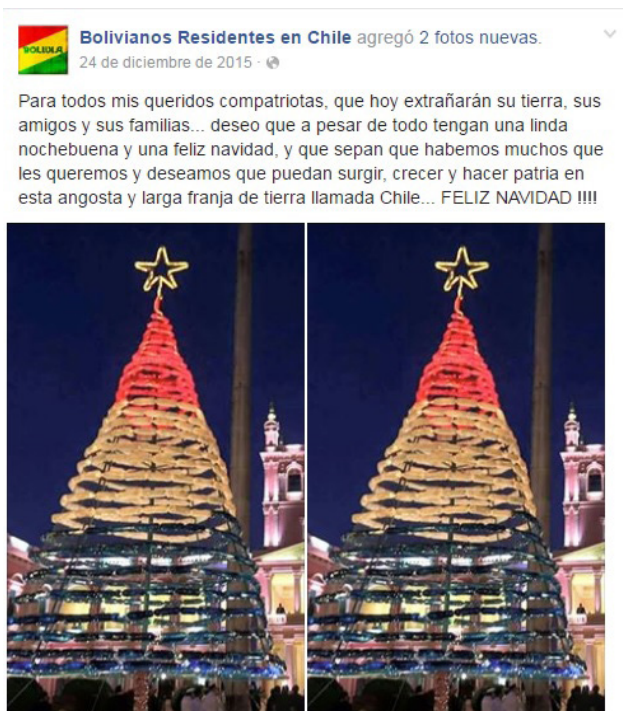 BOLIVIA
Bolivianos Residentes en Chile agregó 2 fotos nuevas.
24 de diciembre de 2015 ·
Para todos mis queridos compatriotas, que hoy extrañarán su tierra, sus
amigos y sus familias... deseo que a pesar de todo tengan una linda
nochebuena y una feliz navidad, y que sepan que habemos muchos que
les queremos y deseamos que puedan surgir, crecer y hacer patria en
esta angosta y larga franja de tierra llamada Chile... FELIZ NAVIDAD !!!!